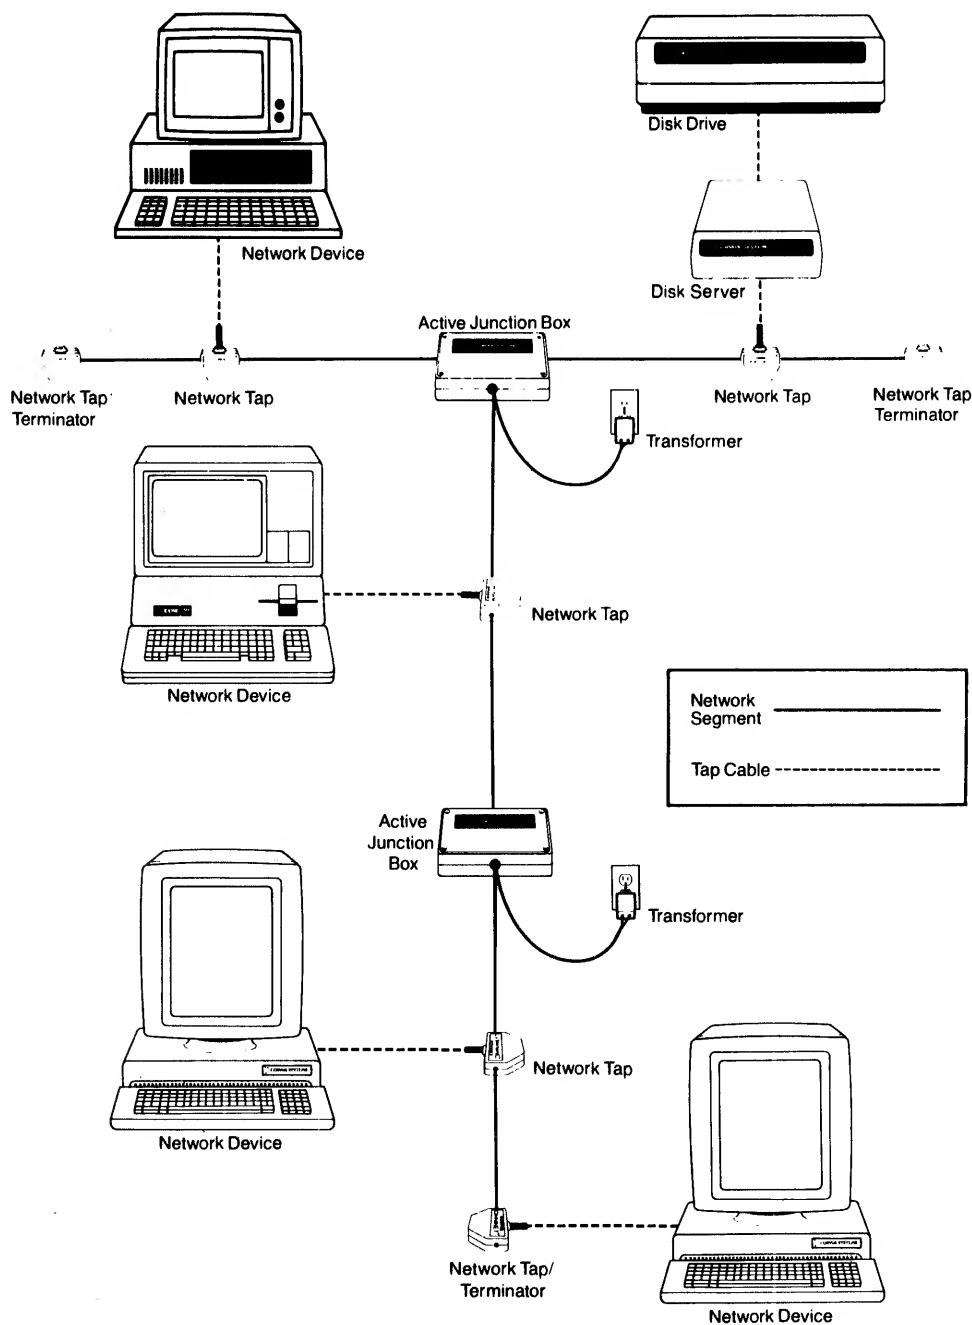 Disk Drive
Network Device
Disk Server
Active Junction Box
Network Tap
Terminator
Network Tap
Network Tap
Network Tap
Terminator
Transformer
Network Tap
Network Device
Network
Segment
Tap Cable
Active
Junction
Box
Transformer
Network Tap
Network Device
Network Tap/
Terminator
Network Device